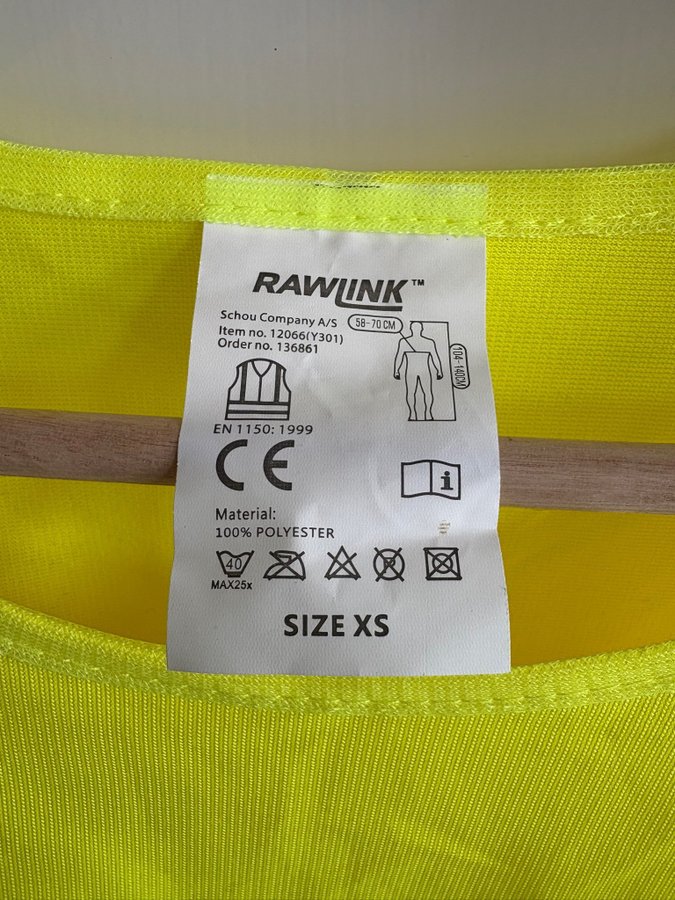 RAWLINK™
Schou Company A/S
Item no. 12066(Y301)
Order no. 136861
58-70 CM
104-140CM
EN 1150: 1999
CE
i
Material:
100% POLYESTER
40
MAX25x
P
SIZE XS